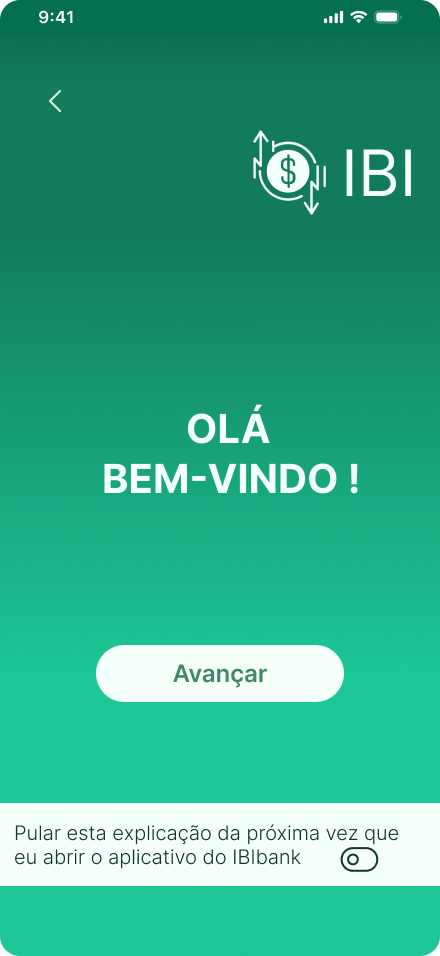 9:41
$ IBI
OLÁ
BEM-VINDO !
Avançar
Pular esta explicação da próxima vez que
eu abrir o aplicativo do IBIbank